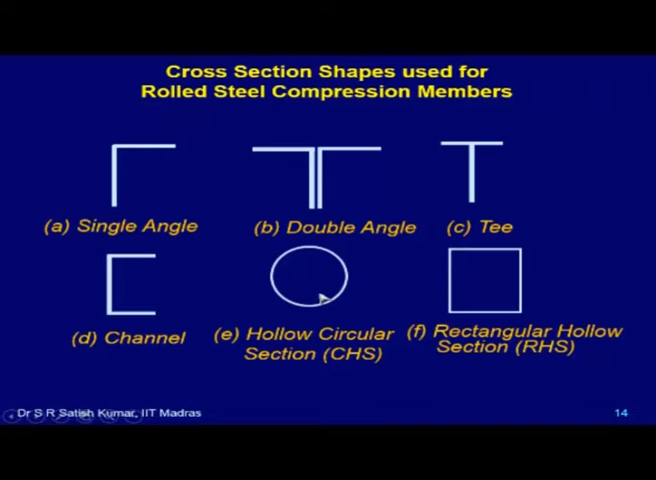 Cross Section Shapes used for
Rolled Steel Compression Members
(a) Single Angle
(b) Double Angle
(c) Tee
(d) Channel
(e) Hollow Circular
Section (CHS)
(f) Rectangular Hollow
Section (RHS)
Dr S R Satish Kumar, IIT Madras
14